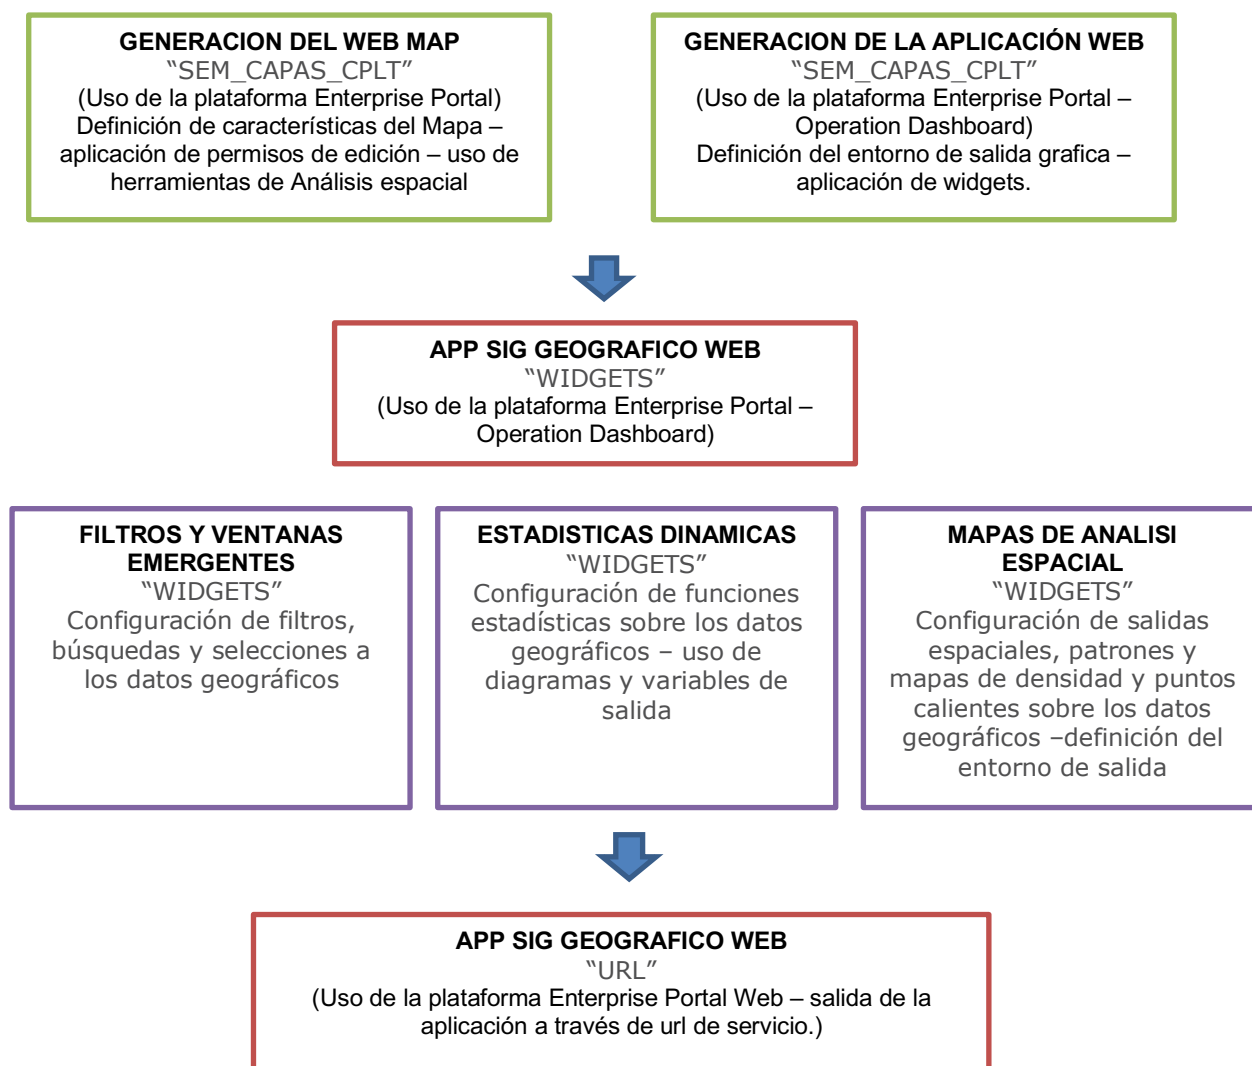 GENERACION DEL WEB MAP
“SEM_CAPAS_CPLT”
(Uso de la plataforma Enterprise Portal)
Definición de características del Mapa –
aplicación de permisos de edición – uso de
herramientas de Análisis espacial
GENERACION DE LA APLICACIÓN WEB
“SEM_CAPAS_CPLT”
(Uso de la plataforma Enterprise Portal –
Operation Dashboard)
Definición del entorno de salida grafica –
aplicación de widgets.
APP SIG GEOGRAFICO WEB
“WIDGETS”
(Uso de la plataforma Enterprise Portal –
Operation Dashboard)
FILTROS Y VENTANAS
EMERGENTES
“WIDGETS”
Configuración de filtros,
búsquedas y selecciones a
los datos geográficos
ESTADISTICAS DINAMICAS
“WIDGETS”
Configuración de funciones
estadísticas sobre los datos
geográficos – uso de
diagramas y variables de
salida
MAPAS DE ANALISI
ESPACIAL
“WIDGETS”
Configuración de salidas
espaciales, patrones y
mapas de densidad y puntos
calientes sobre los datos
geográficos –definición del
entorno de salida
APP SIG GEOGRAFICO WEB
“URL”
(Uso de la plataforma Enterprise Portal Web – salida de la
aplicación a través de url de servicio.)